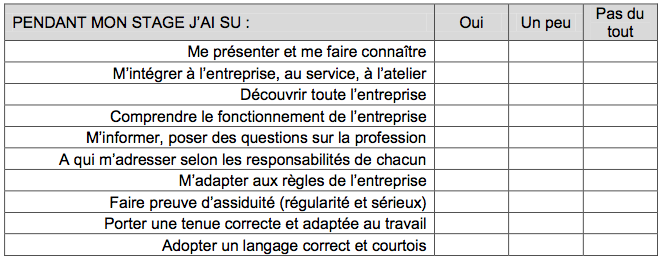 PENDANT MON STAGE J'AI SU : Oui Un peu Pas du
tout
Me présenter et me faire connaître
M'intégrer à l'entreprise, au service, à l'atelier
Découvrir toute l'entreprise
Comprendre le fonctionnement de l'entreprise
M'informer, poser des questions sur la profession
A qui m'adresser selon les responsabilités de chacun
M'adapter aux règles de l'entreprise
Faire preuve d'assiduité (régularité et sérieux)
Porter une tenue correcte et adaptée au travail
Adopter un langage correct et courtois